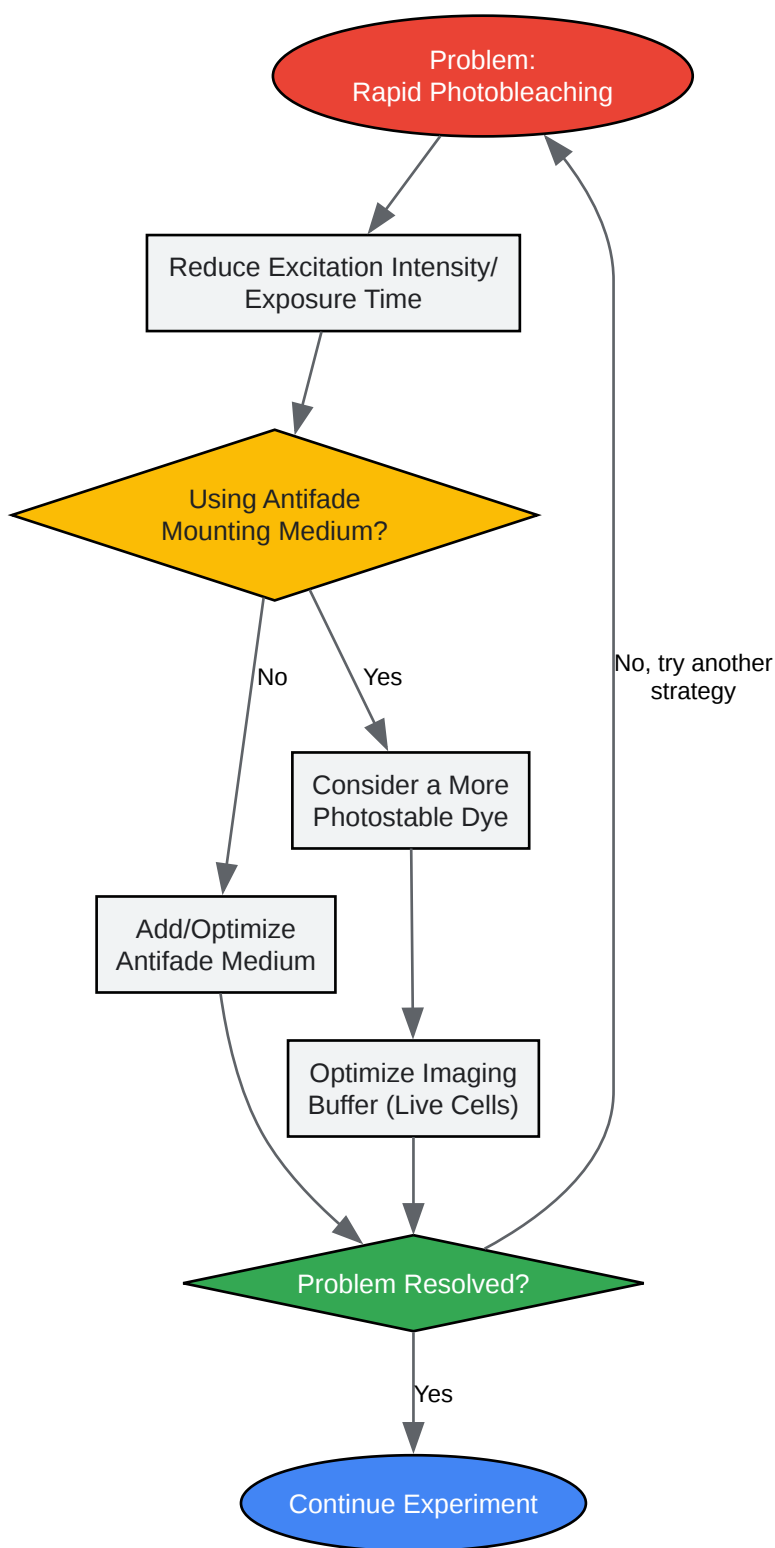 Problem:
Rapid Photobleaching
Reduce Excitation Intensity/
Exposure Time
Using Antifade
Mounting Medium?
No
Yes
No, try another
strategy
Consider a More
Photostable Dye
Add/Optimize
Antifade Medium
Optimize Imaging
Buffer (Live Cells)
Problem Resolved?
Yes
Continue Experiment